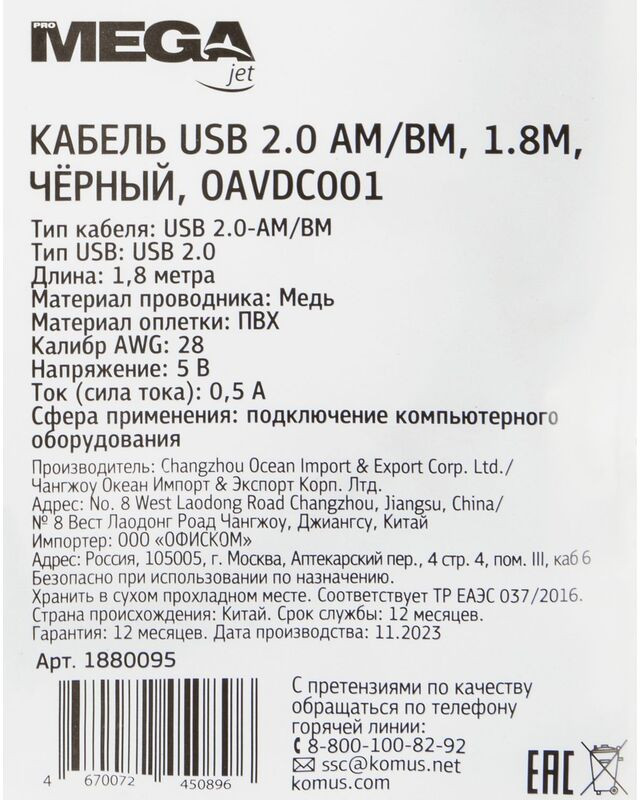 PRO
MEGA
jet
КАБЕЛЬ USB 2.0 AM/BM, 1.8М,
ЧЁРНЫЙ, 0AVDC001
Тип кабеля: USB 2.0-AM/BM
Тип USB: USB 2.0
Длина: 1,8 метра
Материал проводника: Медь
Материал оплетки: ПВХ
Калибр AWG: 28
Напряжение: 5 В
Ток (сила тока): 0,5 А
Сфера применения: подключение компьютерного
оборудования
Производитель: Changzhou Ocean Import & Export Corp. Ltd./
Чангжоу Океан Импорт & Экспорт Корп. Лтд.
Адрес: No. 8 West Laodong Road Changzhou, Jiangsu, China/
№ 8 Вест Лаодонг Роад Чангжоу, Джиангсу, Китай
Импортер: ООО «ОФИСКОМ»
Адрес: Россия, 105005, г. Москва, Аптекарский пер., 4 стр. 4, пом. III, каб 6
Безопасно при использовании по назначению.
Хранить в сухом прохладном месте. Соответствует ТР ЕАЭС 037/2016.
Страна происхождения: Китай. Срок службы: 12 месяцев.
Гарантия: 12 месяцев. Дата производства: 11.2023
Арт. 1880095
4 670072 450896
С претензиями по качеству
обращаться по телефону
горячей линии:
8-800-100-82-92
ssc@komus.net
komus.com
EAC